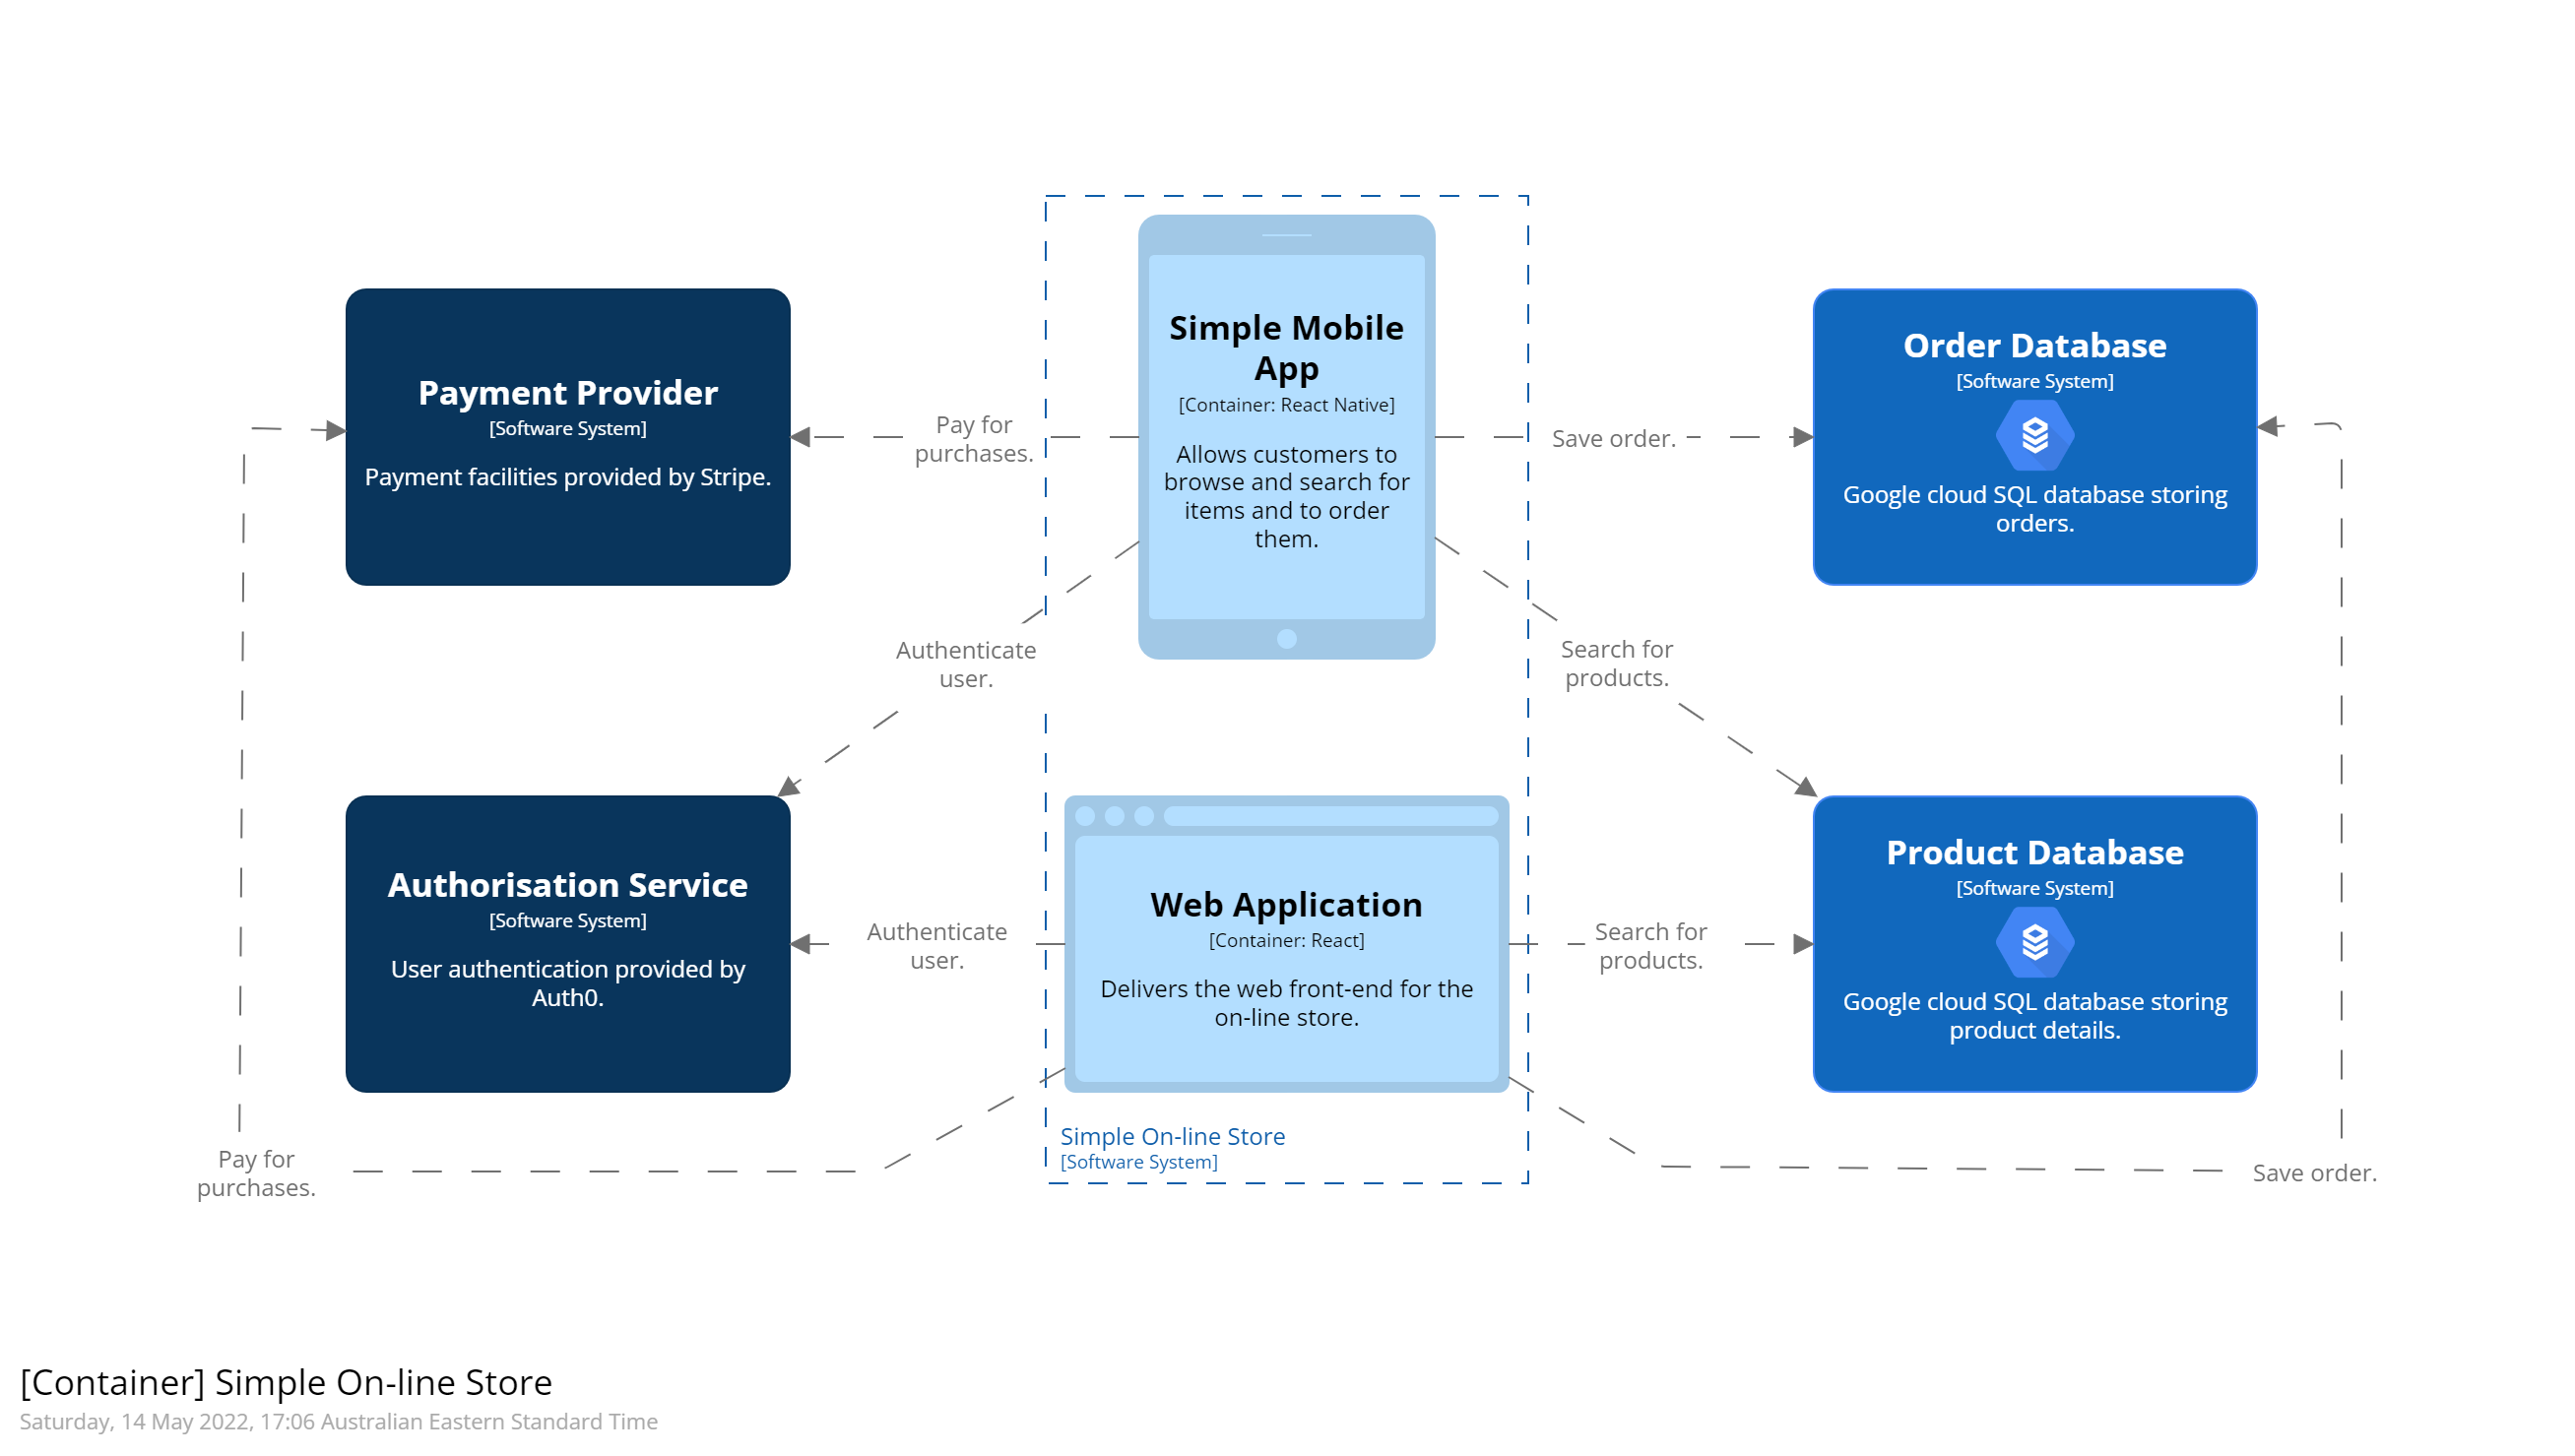 Simple Mobile
App
[Container: React Native]
Allows customers to
browse and search for
items and to order
them.
Payment Provider
[Software System]
Payment facilities provided by Stripe.
Pay for
purchases.
Save order.
Order Database
[Software System]
Google cloud SQL database storing
orders.
Authenticate
user.
Search for
products.
Authorisation Service
[Software System]
User authentication provided by
Auth0.
Authenticate
user.
Web Application
[Container: React]
Delivers the web front-end for the
on-line store.
Search for
products.
Product Database
[Software System]
Google cloud SQL database storing
product details.
Simple On-line Store
[Software System]
Pay for
purchases.
Save order.
[Container] Simple On-line Store
Saturday, 14 May 2022, 17:06 Australian Eastern Standard Time